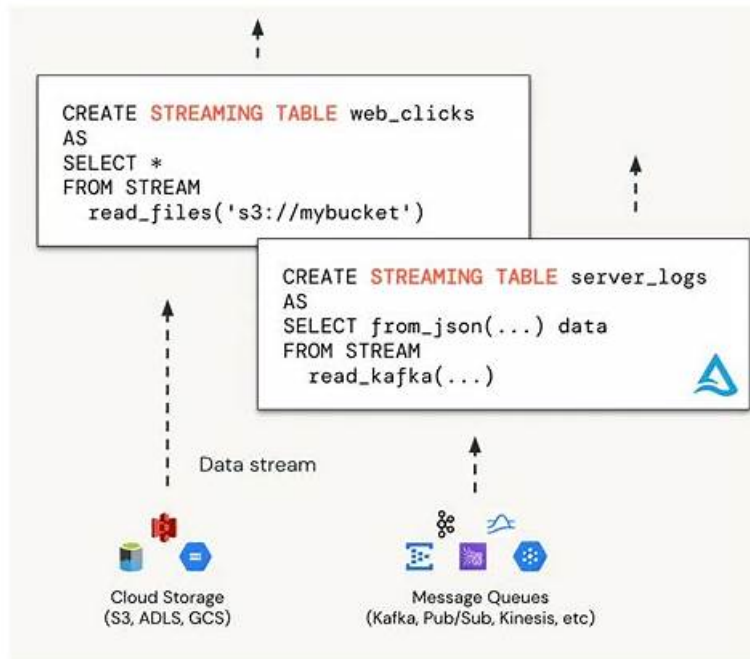 CREATE STREAMING TABLE web_clicks
AS
SELECT *
FROM STREAM
read_files('s3://mybucket')
CREATE STREAMING TABLE server_logs
AS
SELECT from_json(...) data
FROM STREAM
read_kafka(...)
Data stream
Cloud Storage
(S3, ADLS, GCS)
Message Queues
(Kafka, Pub/Sub, Kinesis, etc)